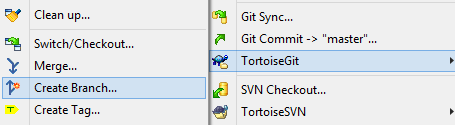 Clean up...
Switch/Checkout...
Merge...
Create Branch...
Create Tag...
Git Sync...
Git Commit -> "master"...
TortoiseGit
SVN Checkout...
TortoiseSVN